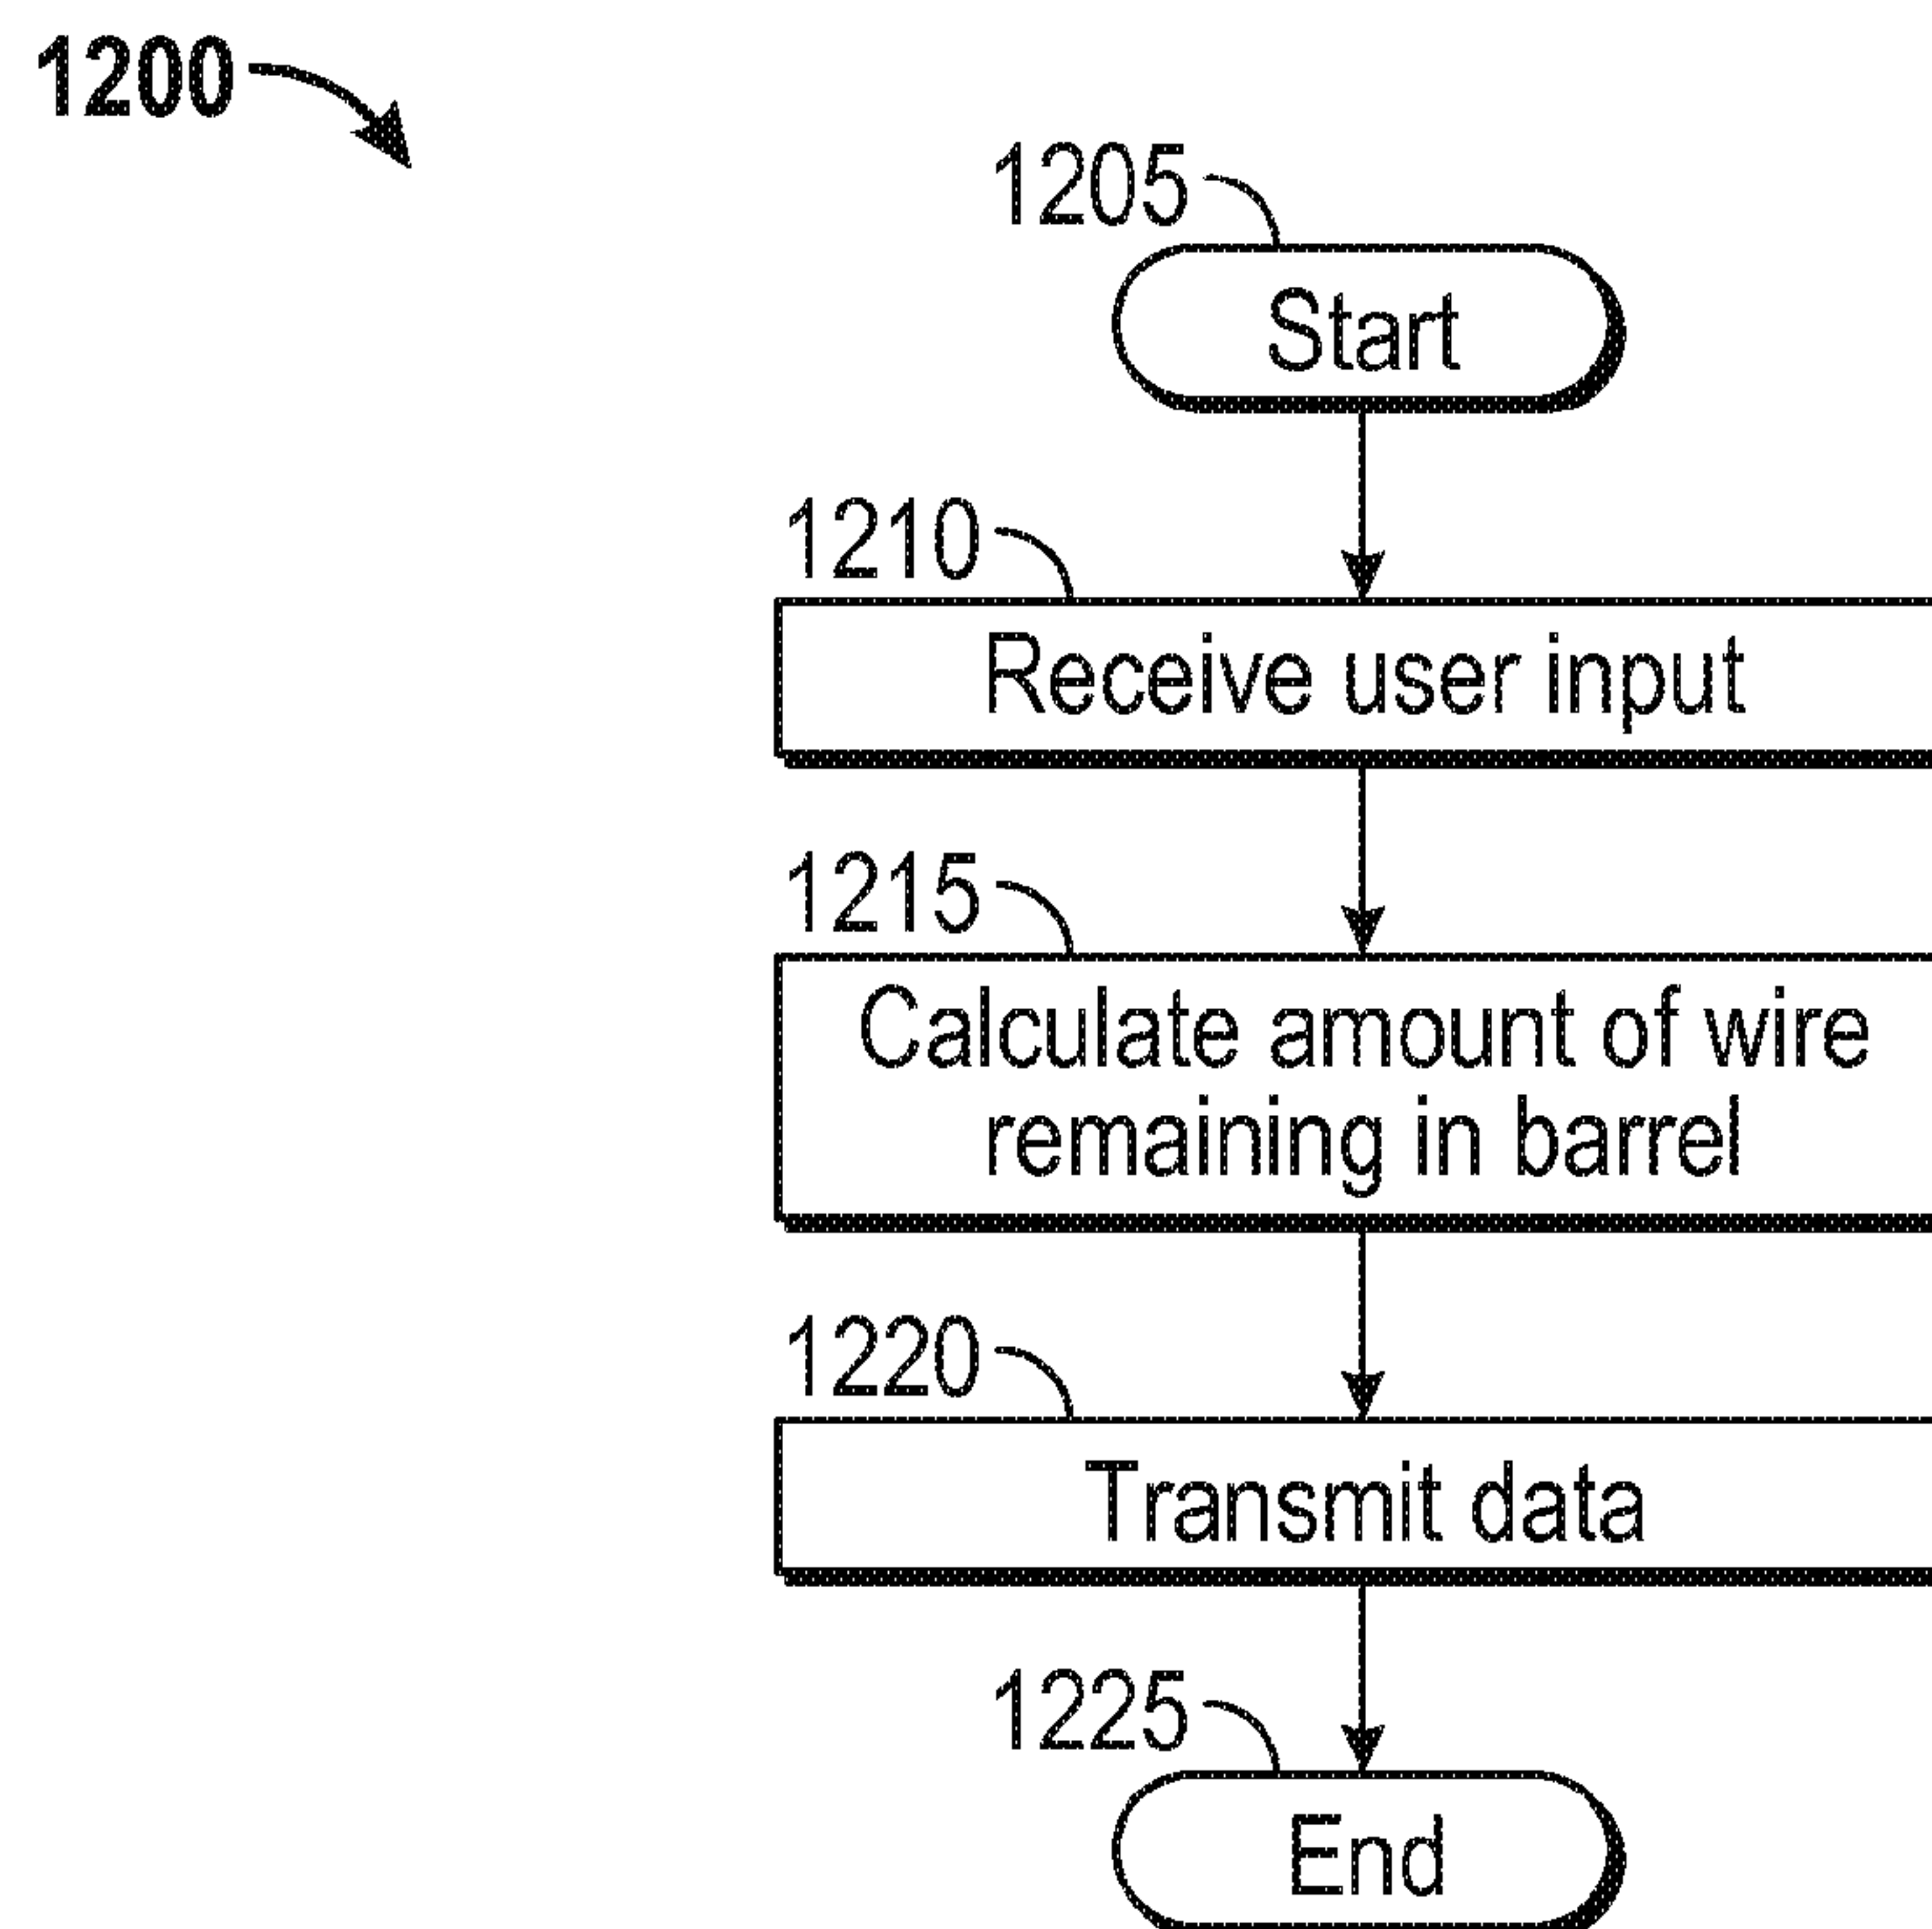 1200
1205
Start
1210
Receive user input
1215
Calculate amount of wire
remaining in barrel
1220
Transmit data
1225
End